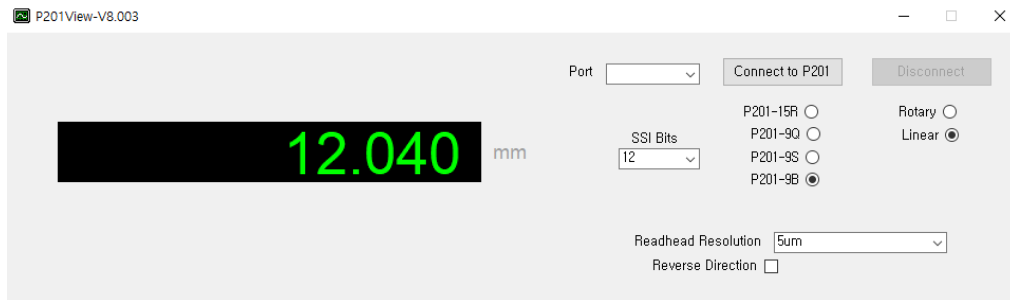 P201View-V8.003
Port
Connect to P201
Disconnect
P201-15R
P201-9Q
P201-9S
P201-9B
Rotary
Linear
SSI Bits
12
12.040 mm
Readhead Resolution 5um
Reverse Direction